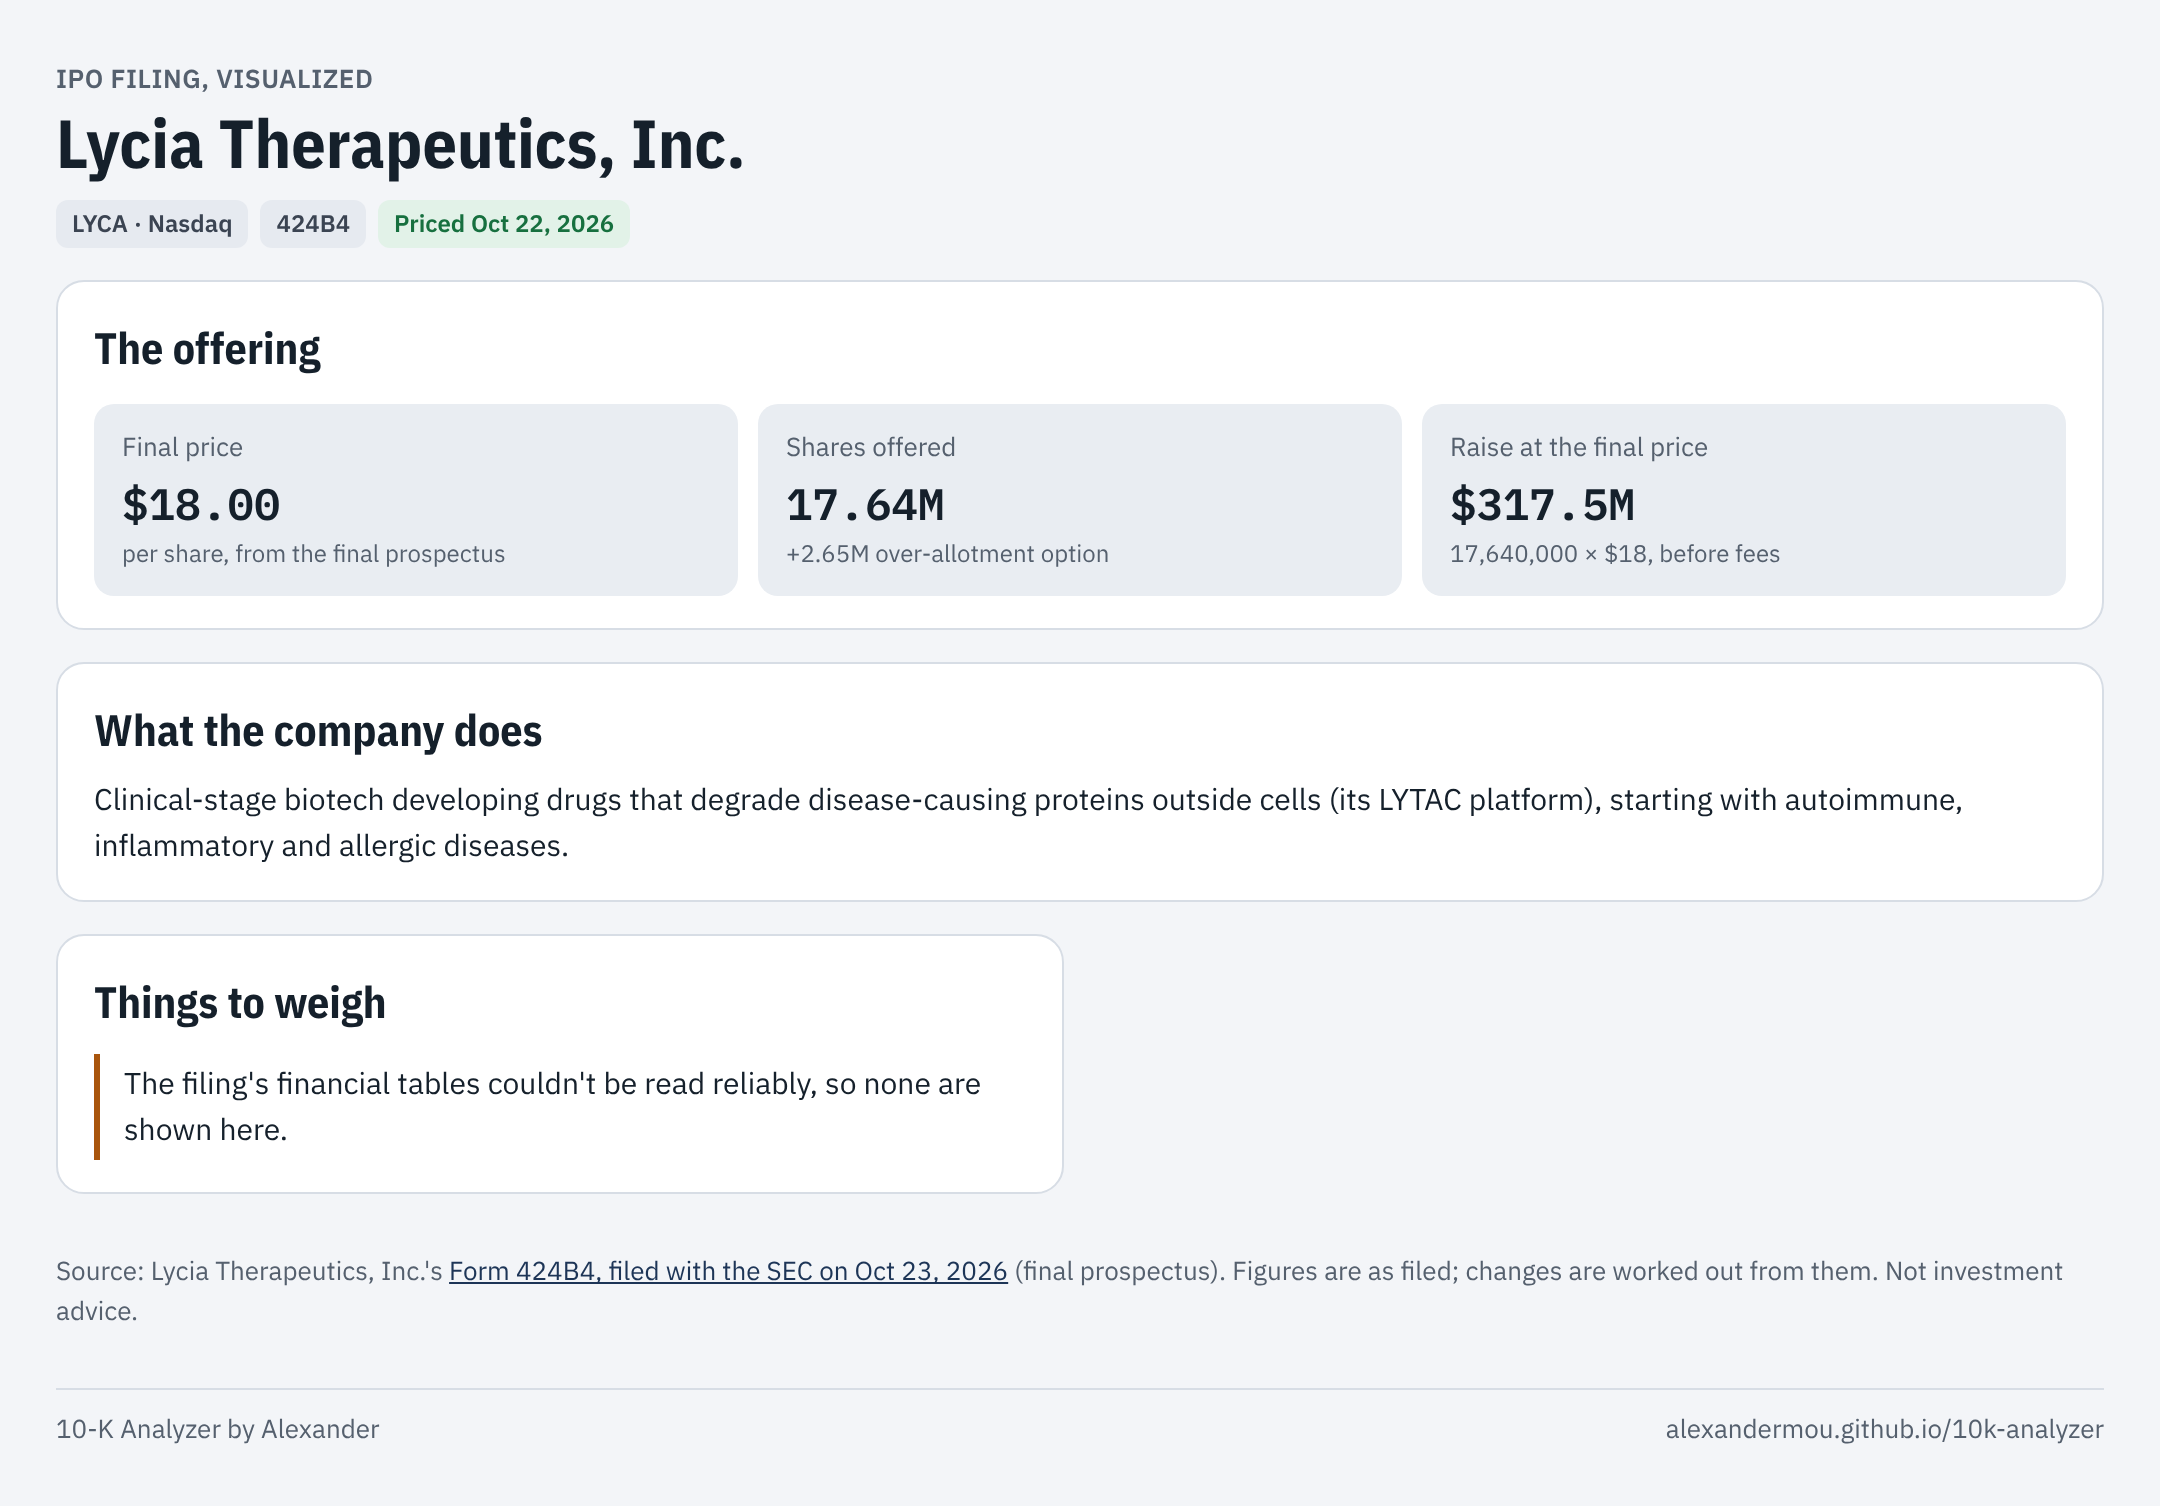 IPO FILING, VISUALIZED
Lycia Therapeutics, Inc.
LYCA · Nasdaq 424B4 Priced Oct 22, 2026
The offering
Final price
$18.00
per share, from the final prospectus
Shares offered
17.64M
+2.65M over-allotment option
Raise at the final price
$317.5M
17,640,000 × $18, before fees
What the company does
Clinical-stage biotech developing drugs that degrade disease-causing proteins outside cells (its LYTAC platform), starting with autoimmune,
inflammatory and allergic diseases.
Things to weigh
The filing's financial tables couldn't be read reliably, so none are
shown here.
Source: Lycia Therapeutics, Inc.'s Form 424B4, filed with the SEC on Oct 23, 2026 (final prospectus). Figures are as filed; changes are worked out from them. Not investment
advice.
10-K Analyzer by Alexander
alexandermou.github.io/10k-analyzer